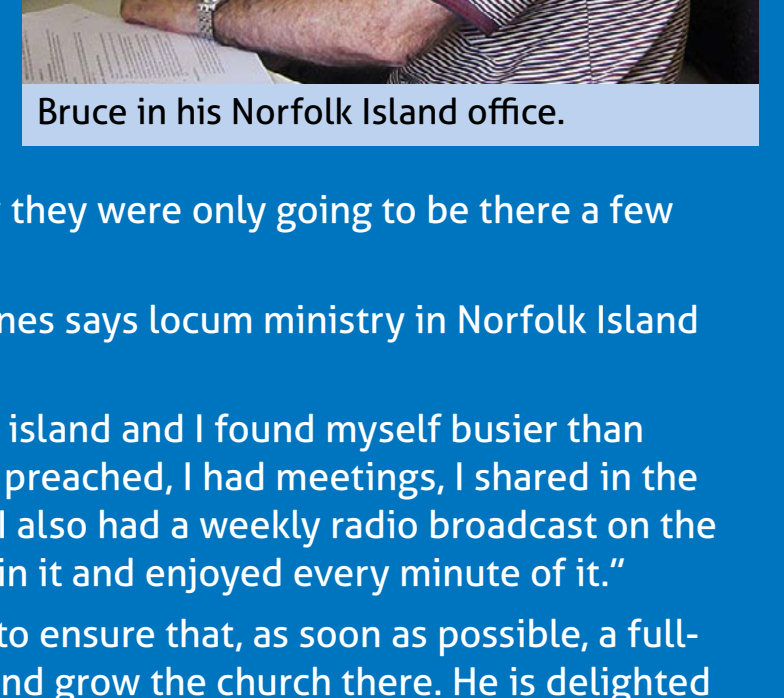 Bruce in his Norfolk Island office.
they were only going to be there a few
nes says locum ministry in Norfolk Island
island and I found myself busier than
preached, I had meetings, I shared in the
I also had a weekly radio broadcast on the
in it and enjoyed every minute of it.“
to ensure that, as soon as possible, a full-
nd grow the church there. He is delighted